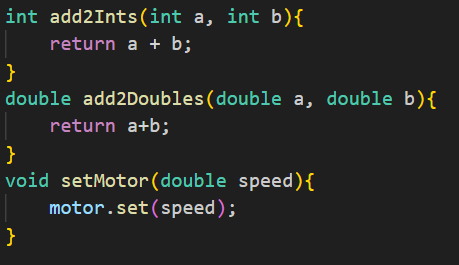 int add2Ints(int a, int b){
    return a + b;
}
double add2Doubles(double a, double b){
    return a+b;
}
void setMotor(double speed){
    motor.set(speed);
}